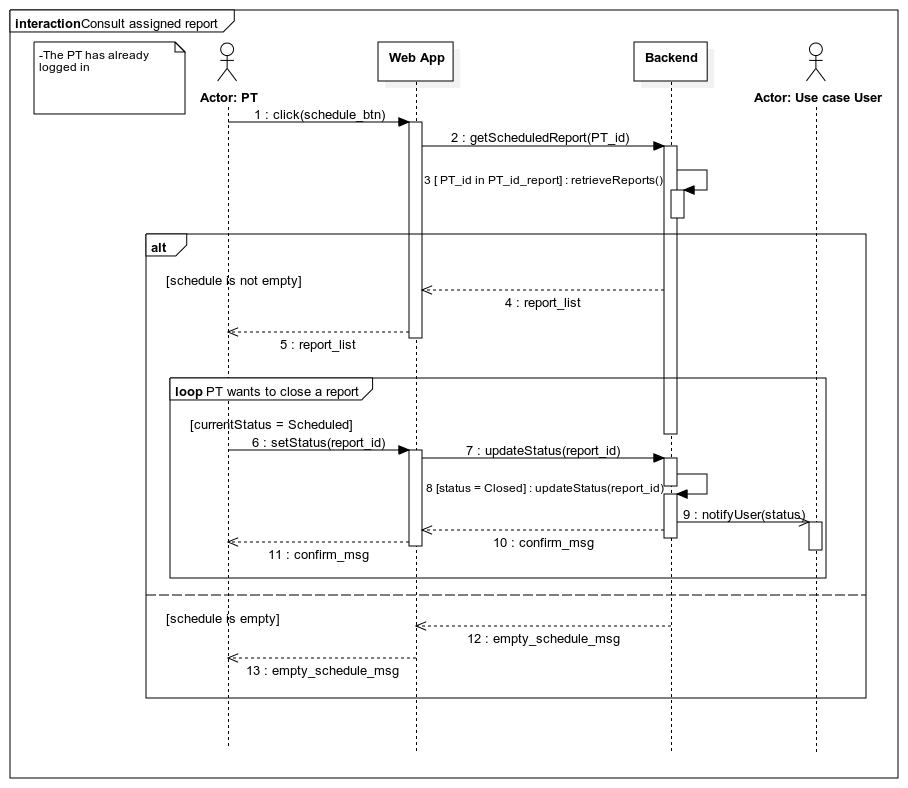 interactionConsult assigned report
-The PT has already
logged in
Actor: PT
Web App
Backend
Actor: Use case User
1 : click(schedule_btn)
2 : getScheduledReport(PT_id)
3 [ PT_id in PT_id_report] : retrieveReports()
alt
[schedule is not empty]
4 : report_list
5 : report_list
loop PT wants to close a report
[currentStatus = Scheduled]
6 : setStatus(report_id)
7 : updateStatus(report_id)
8 [status = Closed] : updateStatus(report_id)
9 : notifyUser(status)
10 : confirm_msg
11 : confirm_msg
[schedule is empty]
12 : empty_schedule_msg
13 : empty_schedule_msg